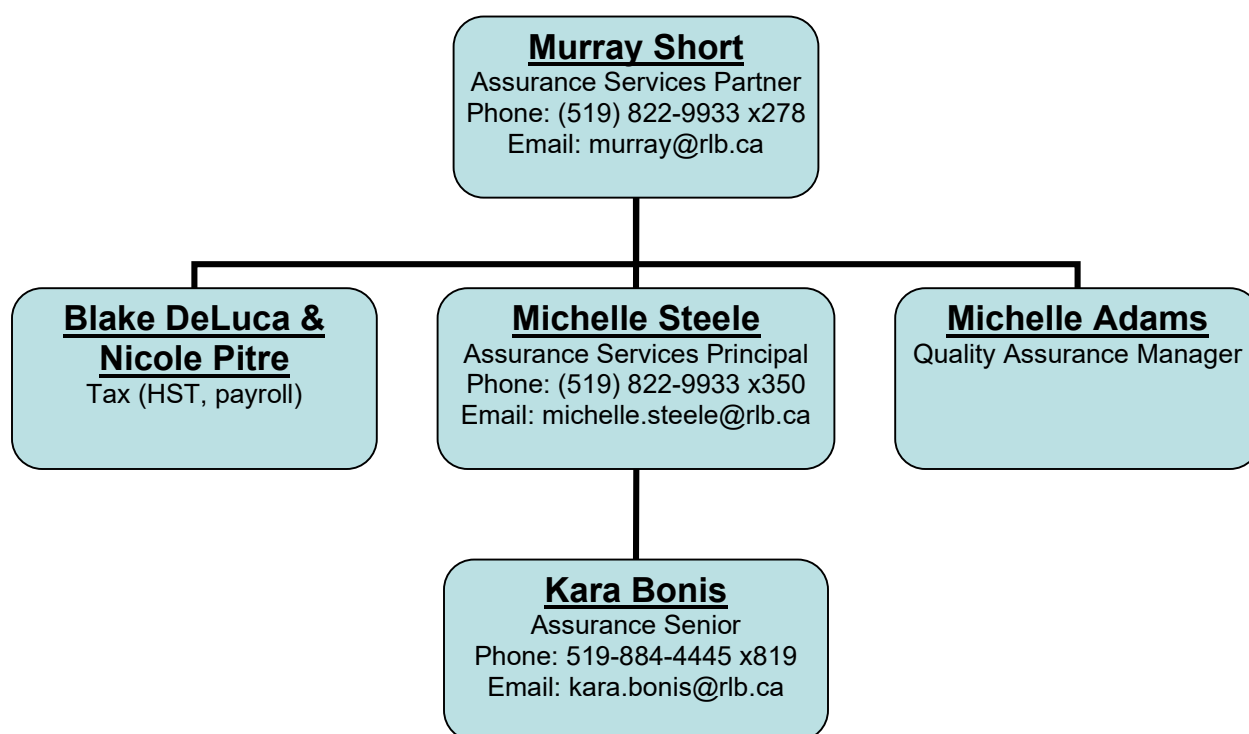 Murray Short
Assurance Services Partner
Phone: (519) 822-9933 x278
Email: murray@rlb.ca
Blake DeLuca &
Nicole Pitre
Tax (HST, payroll)
Michelle Steele
Assurance Services Principal
Phone: (519) 822-9933 x350
Email: michelle.steele@rlb.ca
Michelle Adams
Quality Assurance Manager
Kara Bonis
Assurance Senior
Phone: 519-884-4445 x819
Email: kara.bonis@rlb.ca